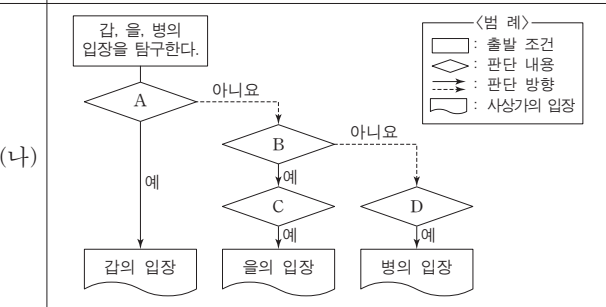 (나)
갑, 을, 병의
입장을 탐구한다.
〈범 례〉
: 출발 조건
: 판단 내용
: 판단 방향
: 사상가의 입장
A
아니요
B
아니요
예
예
C
D
예
예
갑의 입장
을의 입장
병의 입장